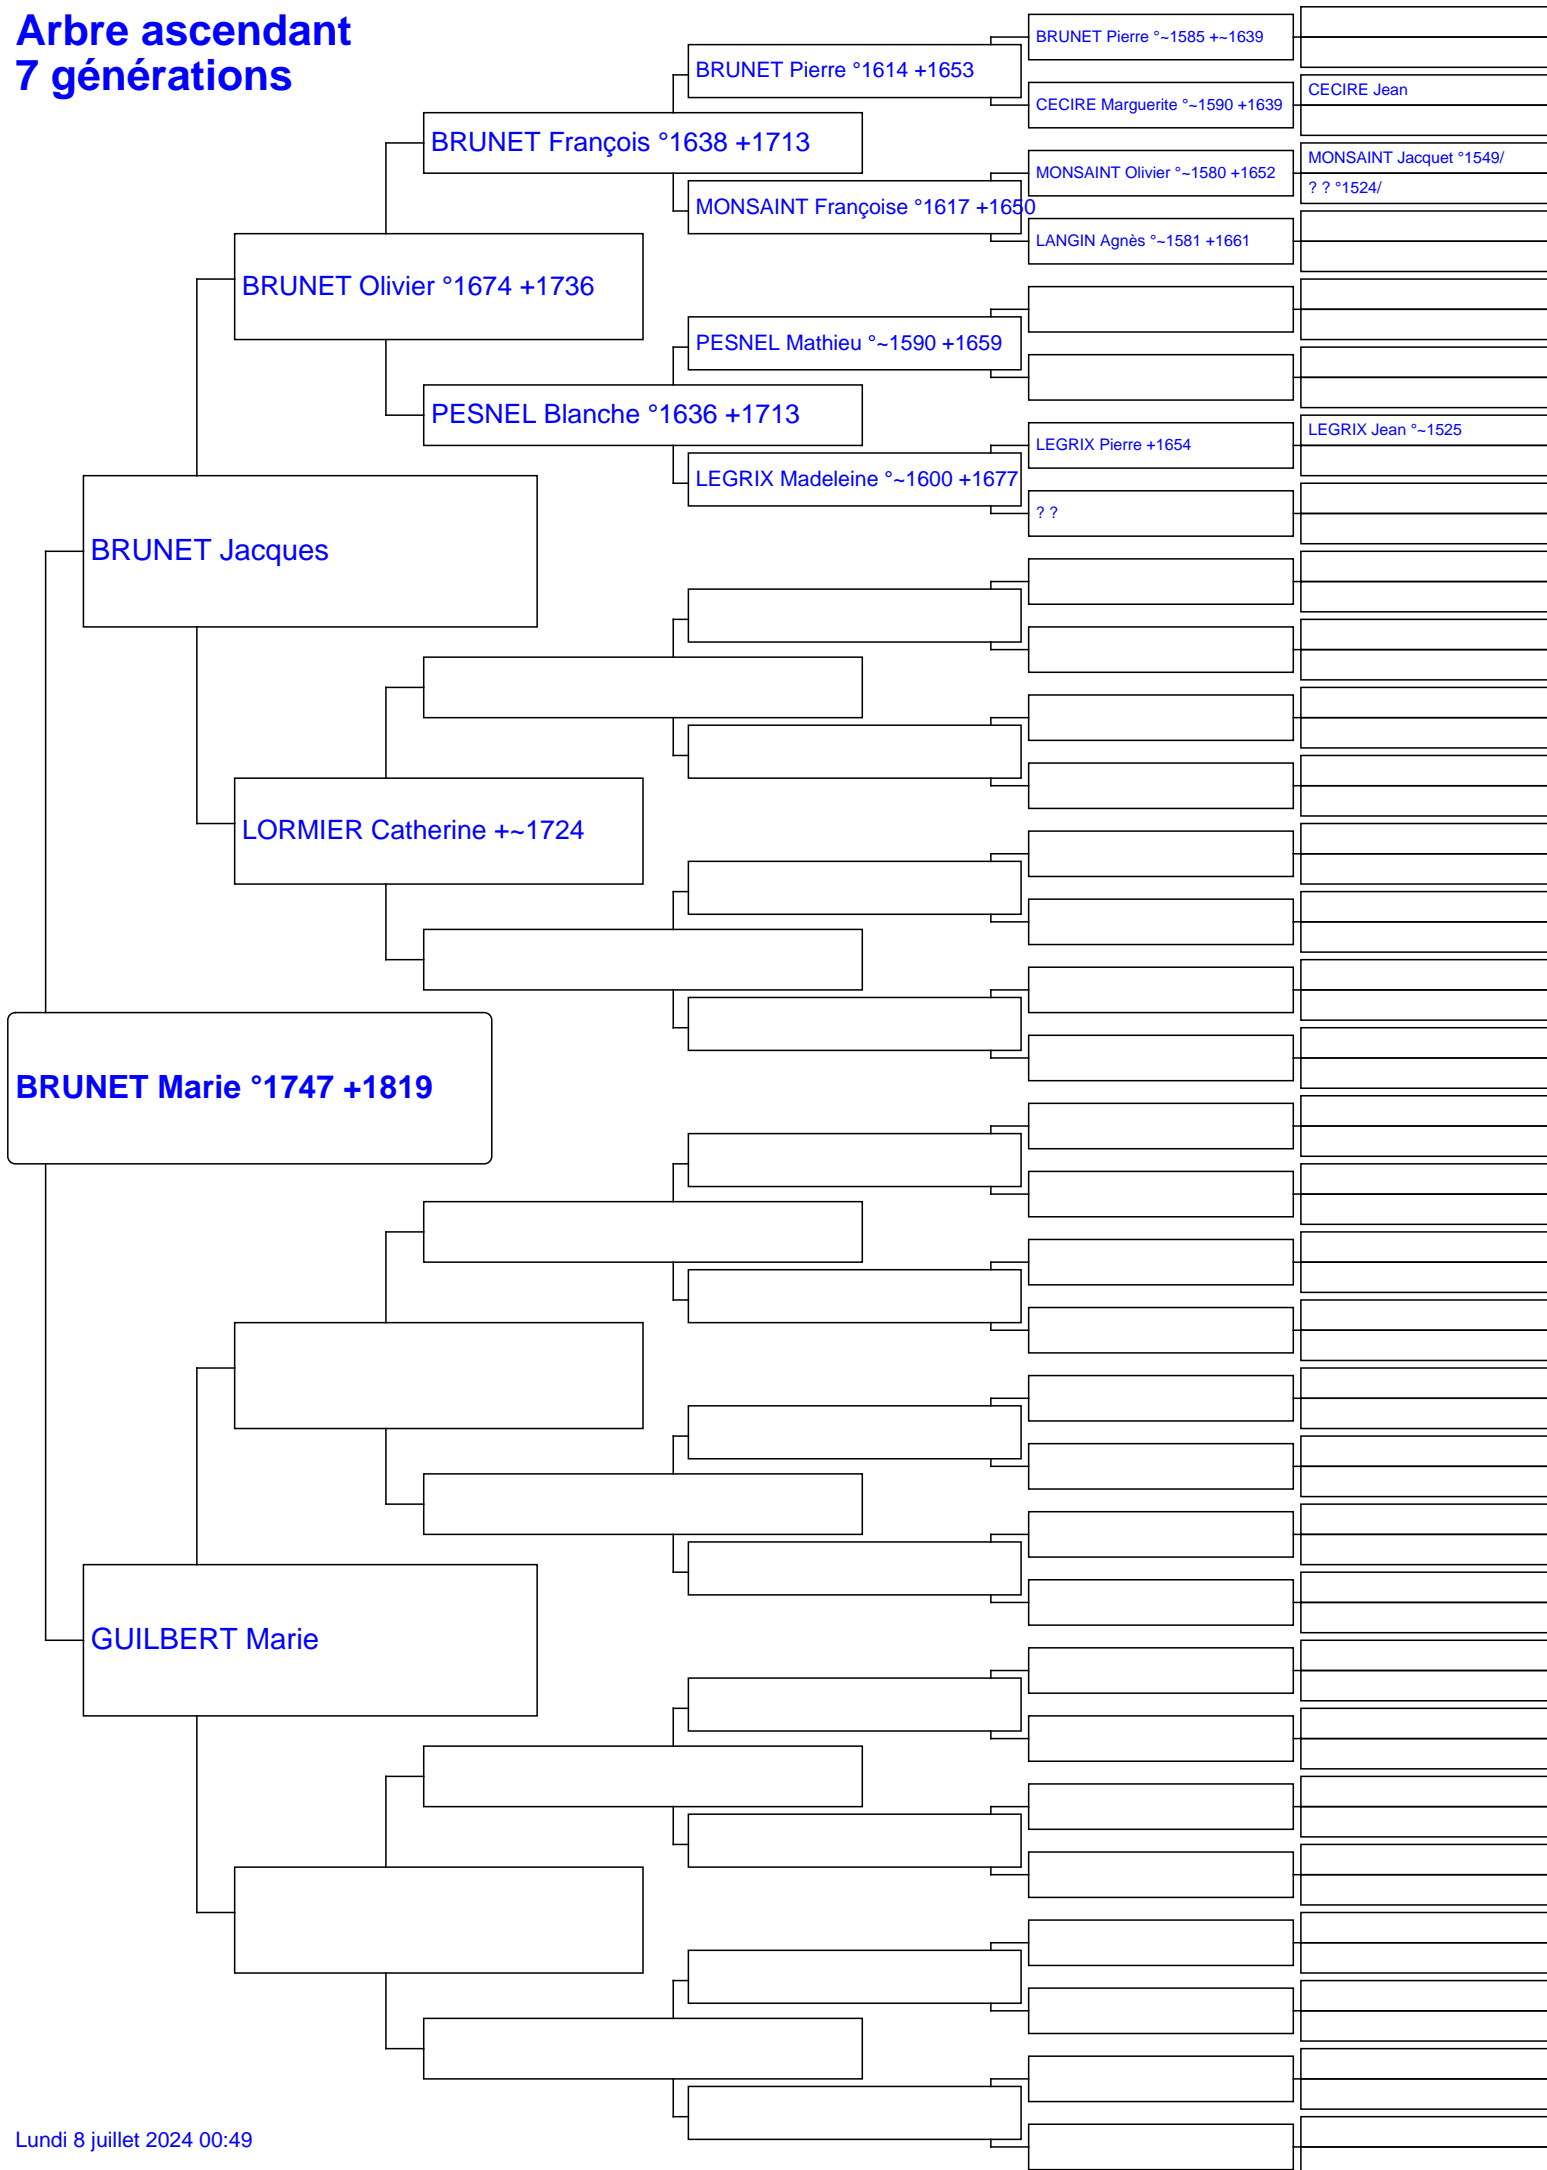 Arbre ascendant
7 générations
BRUNET Pierre °~1585 +~1639
BRUNET Pierre °1614 +1653
CECIRE Jean
CECIRE Marguerite °~1590 +1639
BRUNET François °1638 +1713
MONSAINT Jacquet °1549/
MONSAINT Olivier °~1580 +1652
? ? °1524/
MONSAINT Françoise °1617 +1650
LANGIN Agnès °~1581 +1661
BRUNET Olivier °1674 +1736
PESNEL Mathieu °~1590 +1659
PESNEL Blanche °1636 +1713
LEGRIX Jean °~1525
LEGRIX Pierre +1654
LEGRIX Madeleine °~1600 +1677
? ?
BRUNET Jacques
LORMIER Catherine +~1724
BRUNET Marie °1747 +1819
GUILBERT Marie
Lundi 8 juillet 2024 00:49